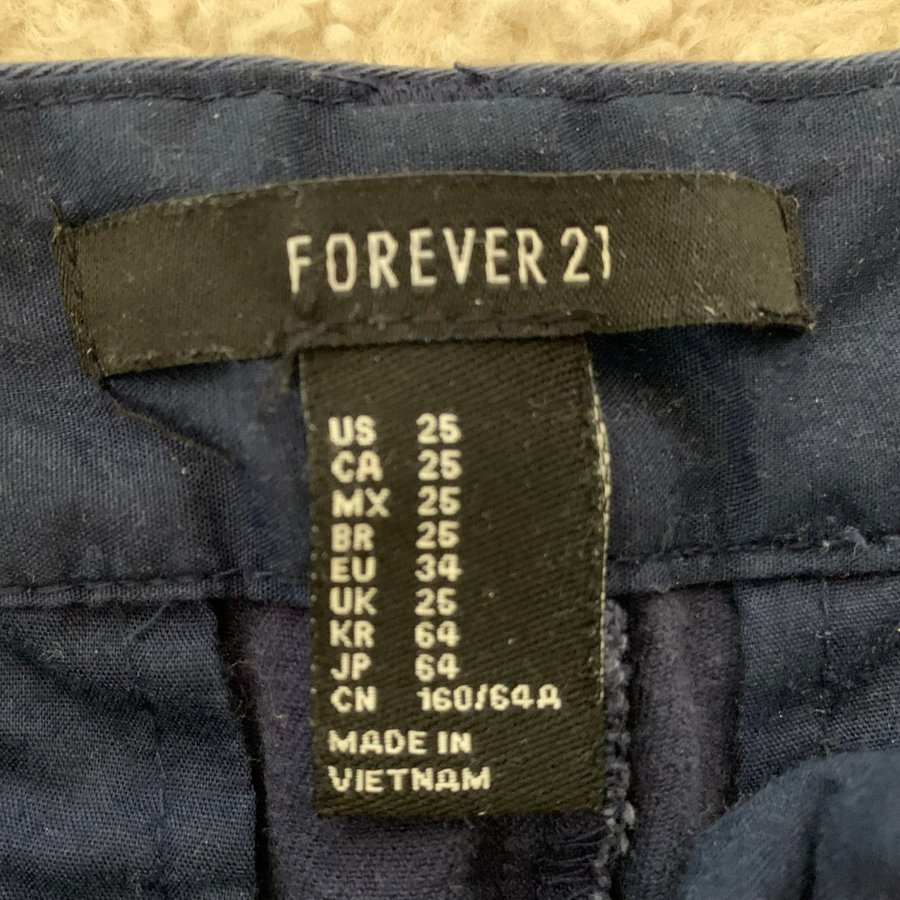 FOREVER 21
US 25
CA 25
MX 25
BR 25
EU 34
UK 25
KR 64
JP 64
CN 160/64A
MADE IN
VIETNAM